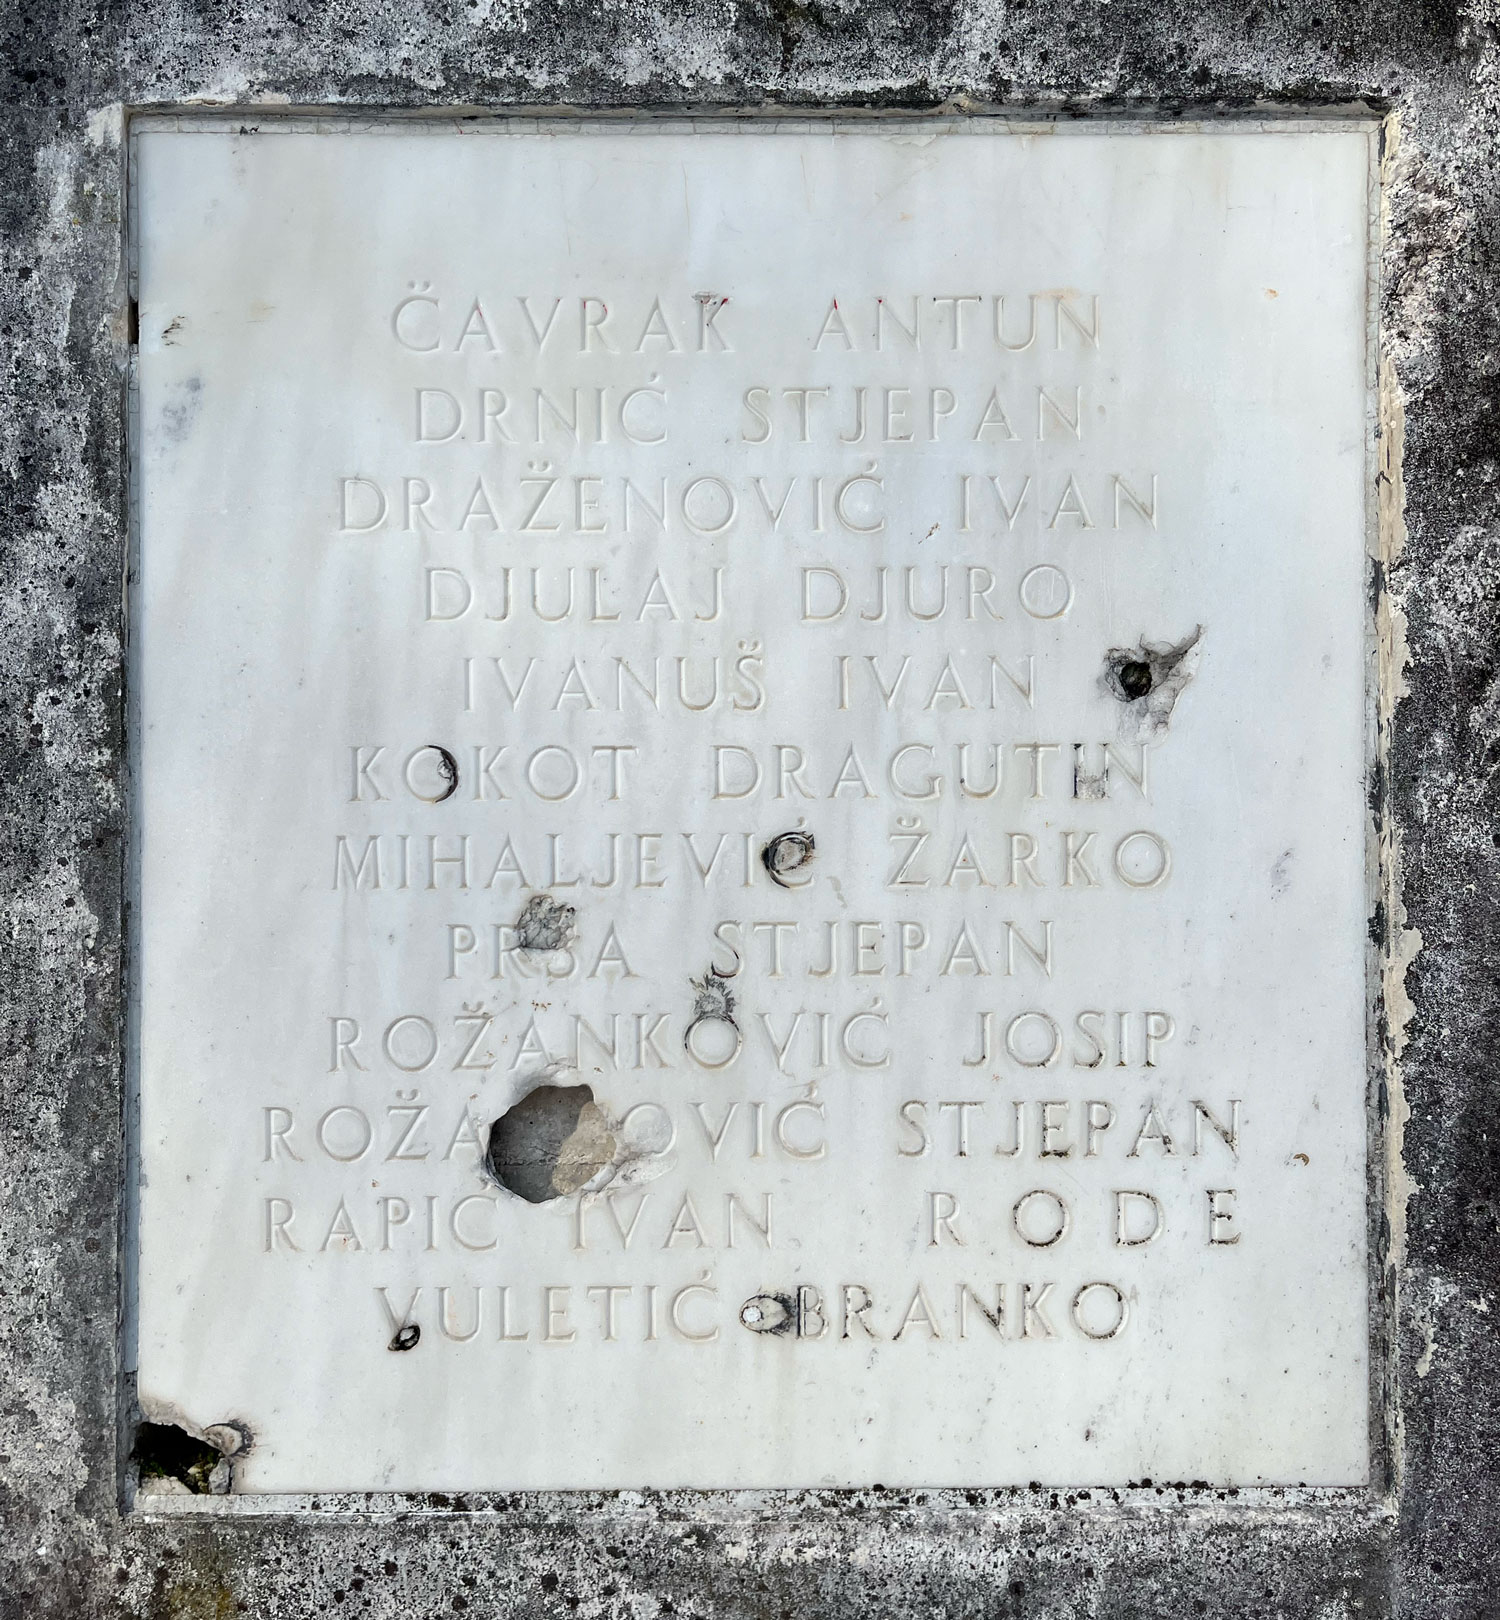 ČAVRAK ANTUN
DRNIĆ STJEPAN
DRAŽENOVIĆ IVAN
DJULAJ DJURO
IVANUŠ IVAN
KOKOT DRAGUTIN
MIHALJEVIĆ ŽARKO
PRSA STJEPAN
ROŽANKOVIĆ JOSIP
STJEPAN
RAPIC IVAN RODE
VULETIĆ BRANKO